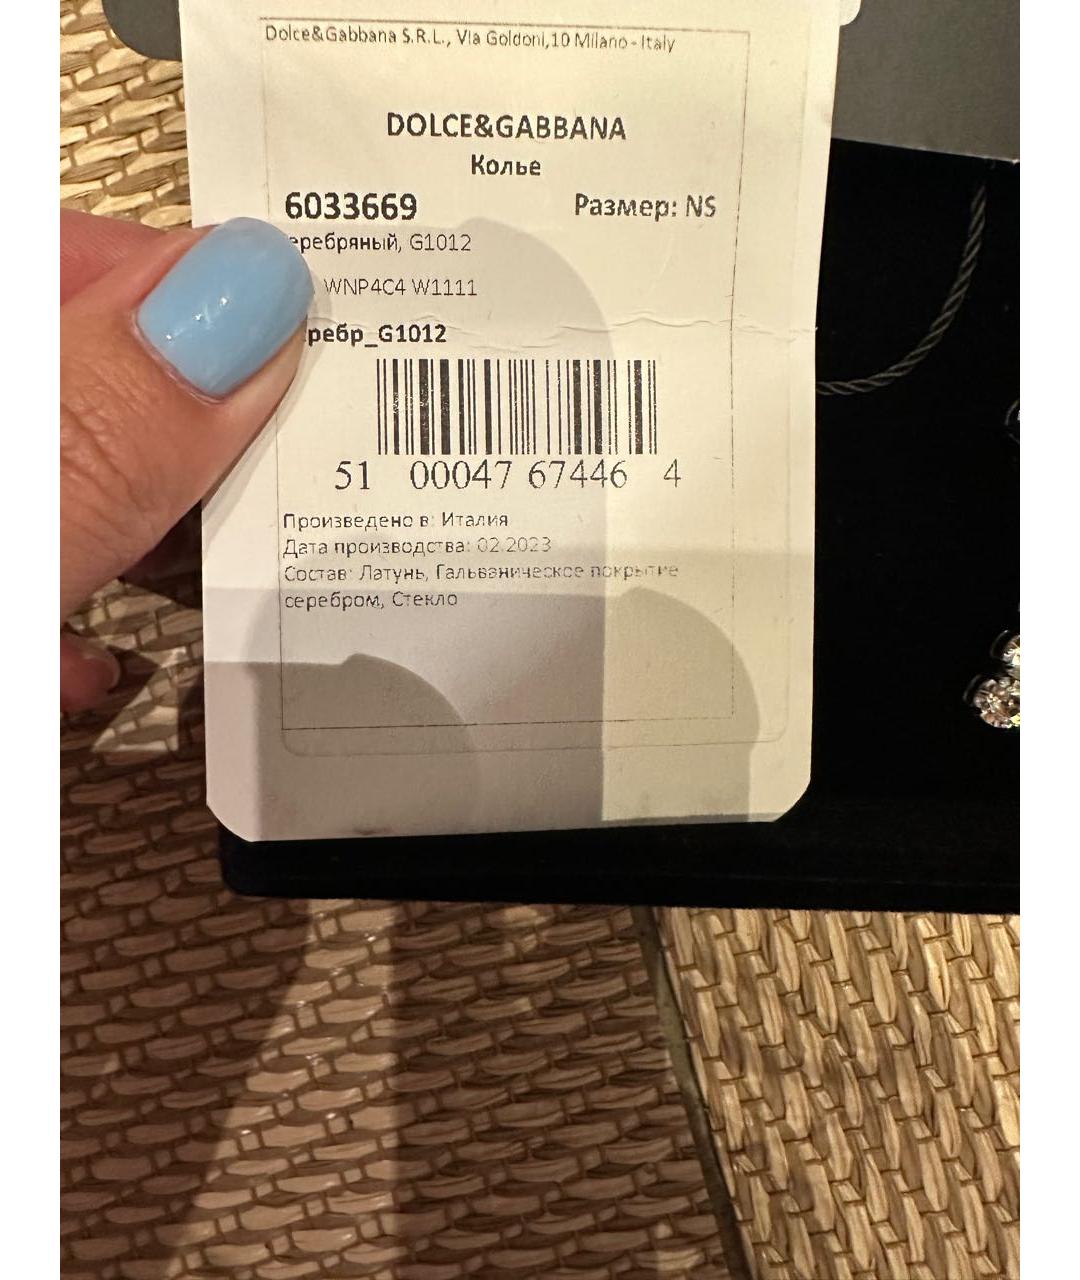 Dolce&Gabbana S.R.L., Via Goldoni,10 Milano - Italy
DOLCE&GABBANA
Колье
6033669 Размер: NS
еребряный, G1012
WNP4C4 W1111
ребр_G1012
51 00047 67446 4
Произведено в: Италия
Дата производства: 02.2023
Состав: Латунь, Гальваническое покрытие
серебром, Стекло